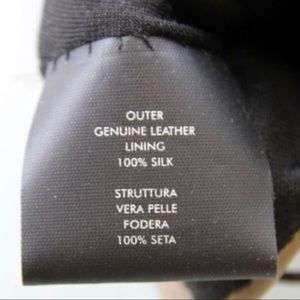 OUTER
GENUINE LEATHER
LINING
100% SILK
STRUTTURA
VERA PELLE
FODERA
100% SETA